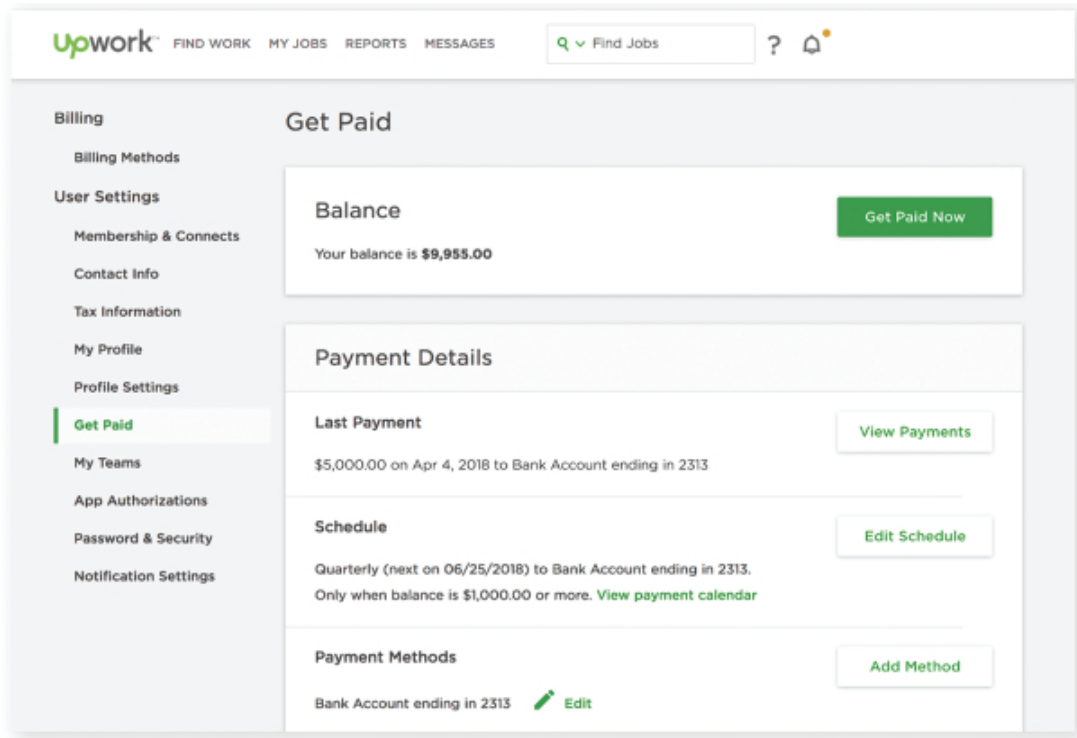 Upwork FIND WORK MY JOBS REPORTS MESSAGES Find Jobs ?
Billing
Billing Methods
User Settings
Membership & Connects
Contact Info
Tax Information
My Profile
Profile Settings
Get Paid
My Teams
App Authorizations
Password & Security
Notification Settings
Get Paid
Balance
Get Paid Now
Your balance is $9,955.00
Payment Details
Last Payment
View Payments
$5,000.00 on Apr 4, 2018 to Bank Account ending in 2313
Schedule
Edit Schedule
Quarterly (next on 06/25/2018) to Bank Account ending in 2313.
Only when balance is $1,000.00 or more. View payment calendar
Payment Methods
Add Method
Bank Account ending in 2313 Edit